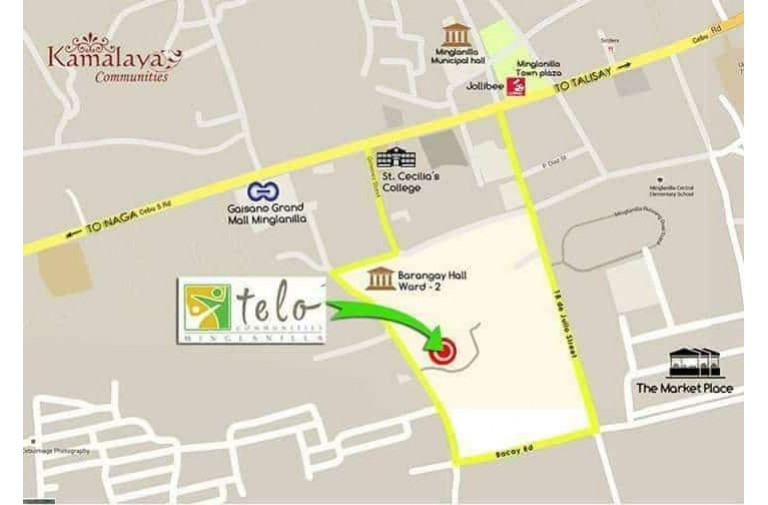 Kamalaya
Communities
Minglanilla
Municipal hall
Minglanilla
Town plaza
Jollibee
TO TALISAY
Cebu
Rd
St. Cecilia's
College
P. Diaz St
Minglanilla Central
Elementary School
Gaisano Grand
Mall Minglanilla
TO NAGA
Cebu S Rd
Barangay Hall
Ward - 2
telo
COMMUNITIES
MINGLANILLA
18 de Julio Street
The Market Place
Bacay Rd